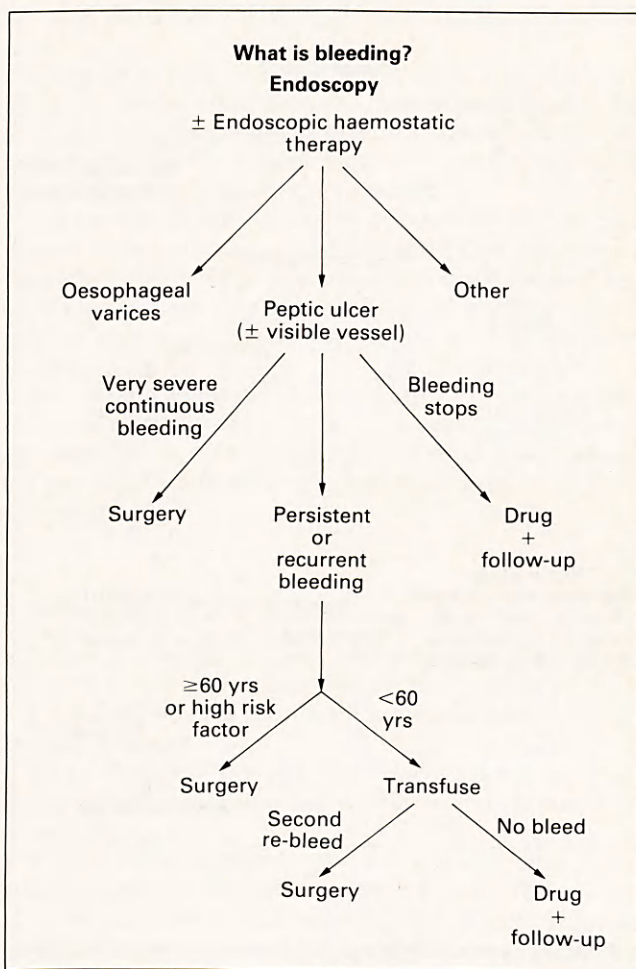 What is bleeding?
Endoscopy
± Endoscopic haemostatic
therapy
Oesophageal
varices
Peptic ulcer
(± visible vessel)
Other
Very severe
continuous
bleeding
Bleeding
stops
Surgery
Persistent
or
recurrent
bleeding
Drug
+
follow-up
≥60 yrs
or high risk
factor
<60
yrs
Surgery
Transfuse
Second
re-bleed
No bleed
Surgery
Drug
+
follow-up